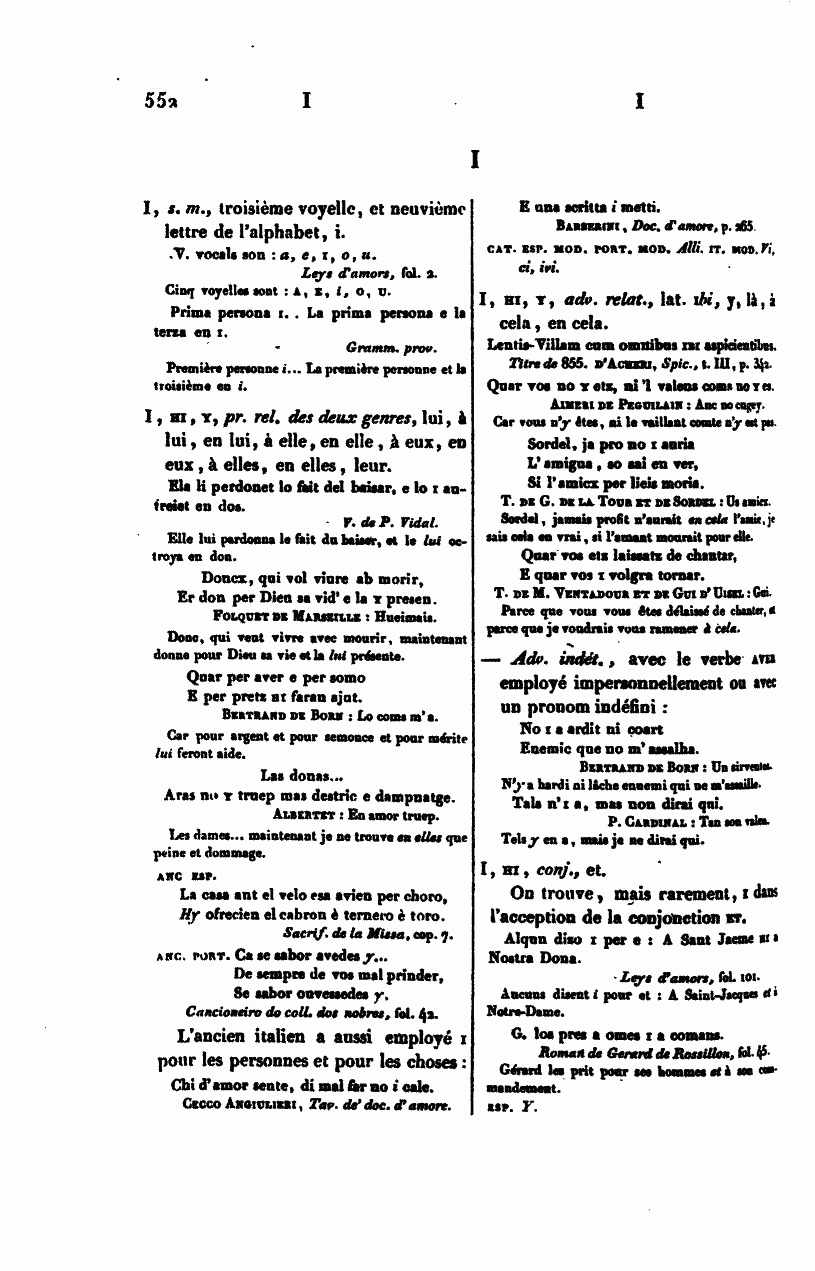 552 I I
I
I, s. m., troisième voyelle, et neuvième
lettre de l'alphabet, i.
.V. vocals son : a, e, I, o, u.
Leys d'amors, fol. 2.
Cinq voyelles sont : A, E, I, O, U.
Prima persona I. . La prima persona e la
terza en I.
Gramm. prov.
Première personne i... La première personne et la
troisième en i.
I, HI, Y, pr. rel. des deux genres, lui, à
lui, en lui, à elle, en elle, à eux, en
eux, à elles, en elles, leur.
Ela li perdonet lo fait del baisar, e lo I au-
freiet en dos.
V. de P. Vidal.
Elle lui pardonna le fait du baiser, et le lui oc-
troya en don.
Doncx, qui vol viure ab morir,
Er don per Dieu sa vid' e la Y presen.
FOLQUET DE MARSEILLE : Hueimais.
Donc, qui veut vivre avec mourir, maintenant
donne pour Dieu sa vie et la lui présente.
Quar per aver e per somo
E per pretz HI faran ajut.
BERTRAND DE BORN : Lo coms m'a.
Car pour argent et pour semonce et pour mérite
lui feront aide.
Las donas...
Aras no Y truep mas destric e dampnatge.
ALBERTET : En amor truep.
Les dames... maintenant je ne trouve en elles que
peine et dommage.
ANC ESP.
La casa ant el velo esa avien per choro,
Hy ofrecien el cabron è ternero è toro.
Sacrif. de la Missa, cop. 7.
ANC. PORT. Ca se sabor avedes y...
De sempre de vos mal prinder,
Se sabor ouvessedes y.
Cancioneiro do coll. dos nobres, fol. 42.
L'ancien italien a aussi employé I
pour les personnes et pour les choses :
Chi d'amor sente, di mal far no i cale.
CECCO ANGIULIERI, Tav. de' doc. d'amore.
E una scritta i metti.
BARBERINI, Doc. d'amore, p. 265.
CAT. ESP. MOD. PORT. MOD. Alli. IT. MOD. Vi,
ci, ivi.
I, HI, Y, adv. relat., lat. ibi, y, là, à
cela, en cela.
Lentis-Villam cum omnibus INI aspicientibus.
Titre de 855. D'ACHERI, Spic., t. III, p. 342.
Quar vos no Y etz, ni 'l valens coms no Y es.
AIMERI DE PEGUILAIN : Anc no cugey.
Car vous n'y êtes, ni le vaillant comte n'y est pas.
Sordel, ja pro no I auria
L'amigua, so sai en ver,
Si l'amicx per lieis moria.
T. DE G. DE LA TOUR ET DE SORDEL : Us amicx.
Sordel, jamais profit n'aurait en cela l'amie, je
sais cela en vrai, si l'amant mourait pour elle.
Quar vos etz laissatz de chantar,
E quar vos I volgra tornar.
T. DE M. VENTADOUR ET DE GUI D'UISEL : Gui.
Parce que vous vous êtes délaissé de chanter, et
parce que je voudrais vous ramener à cela.
— Adv. indét., avec le verbe AVER
employé impersonnellement ou avec
un pronom indéfini :
No I a ardit ni coart
Enemic que no m'assalha.
BERTRAND DE BORN : Un sirventes.
N'y a hardi ni lâche ennemi qui ne m'assaille.
Tals n'I a, mas non dirai qui.
P. CARDINAL : Tan son valen.
Tels y en a, mais je ne dirai qui.
I, HI, conj., et.
On trouve, mais rarement, I dans
l'acception de la conjonction ET.
Alqun dizo I per e : A Sant Jacme HI a
Nostra Dona.
Leys d'amors, fol. 101.
Aucuns disent i pour et : A Saint-Jacques et à
Notre-Dame.
G. los pres a omes I a comans.
Roman de Gerard de Rossillon, fol. 45.
Gérard les prit pour ses hommes et à son com-
mandement.
ESP. Y.